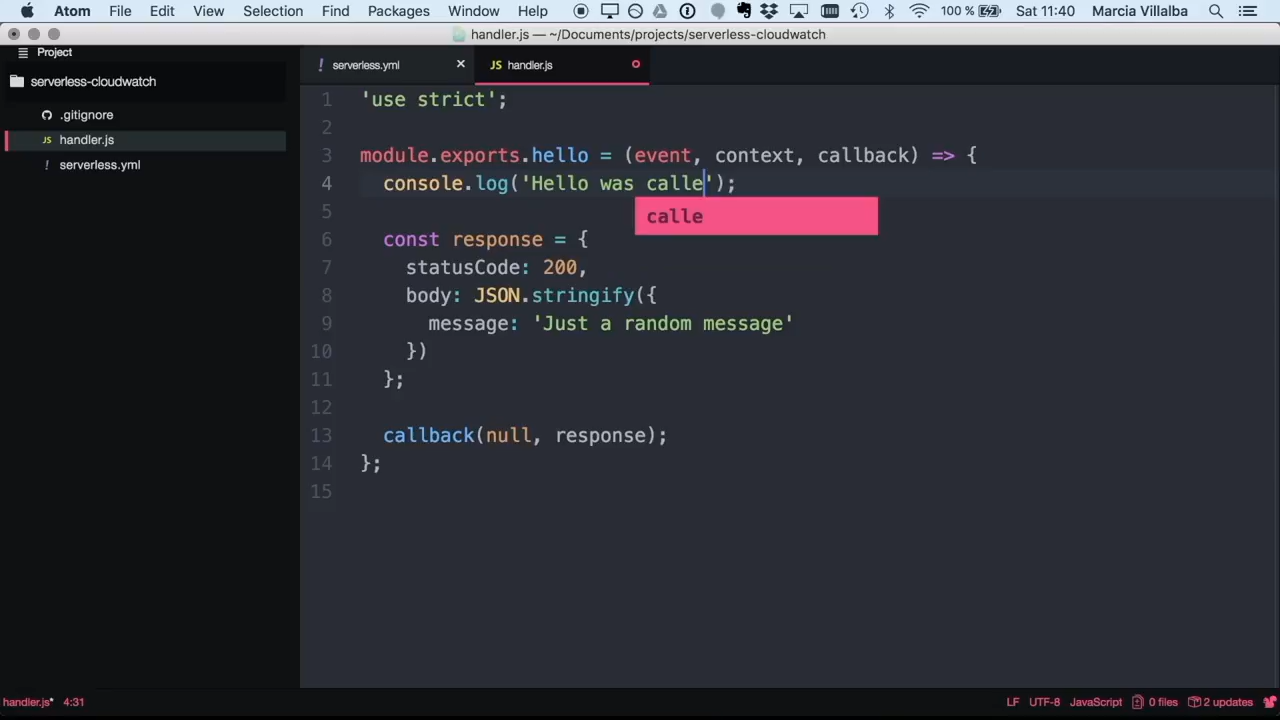 Atom File Edit View Selection Find Packages Window Help 100 % Sat 11:40 Marcia Villalba
handler.js — ~/Documents/projects/serverless-cloudwatch
Project
serverless-cloudwatch
.gitignore
JS handler.js
! serverless.yml
! serverless.yml ×
JS handler.js
1 'use strict';
2
3 module.exports.hello = (event, context, callback) => {
4 console.log('Hello was calle');
calle
5
6 const response = {
7 statusCode: 200,
8 body: JSON.stringify({
9 message: 'Just a random message'
10 })
11 };
12
13 callback(null, response);
14 };
15
handler.js* 4:31 LF UTF-8 JavaScript 0 files 2 updates